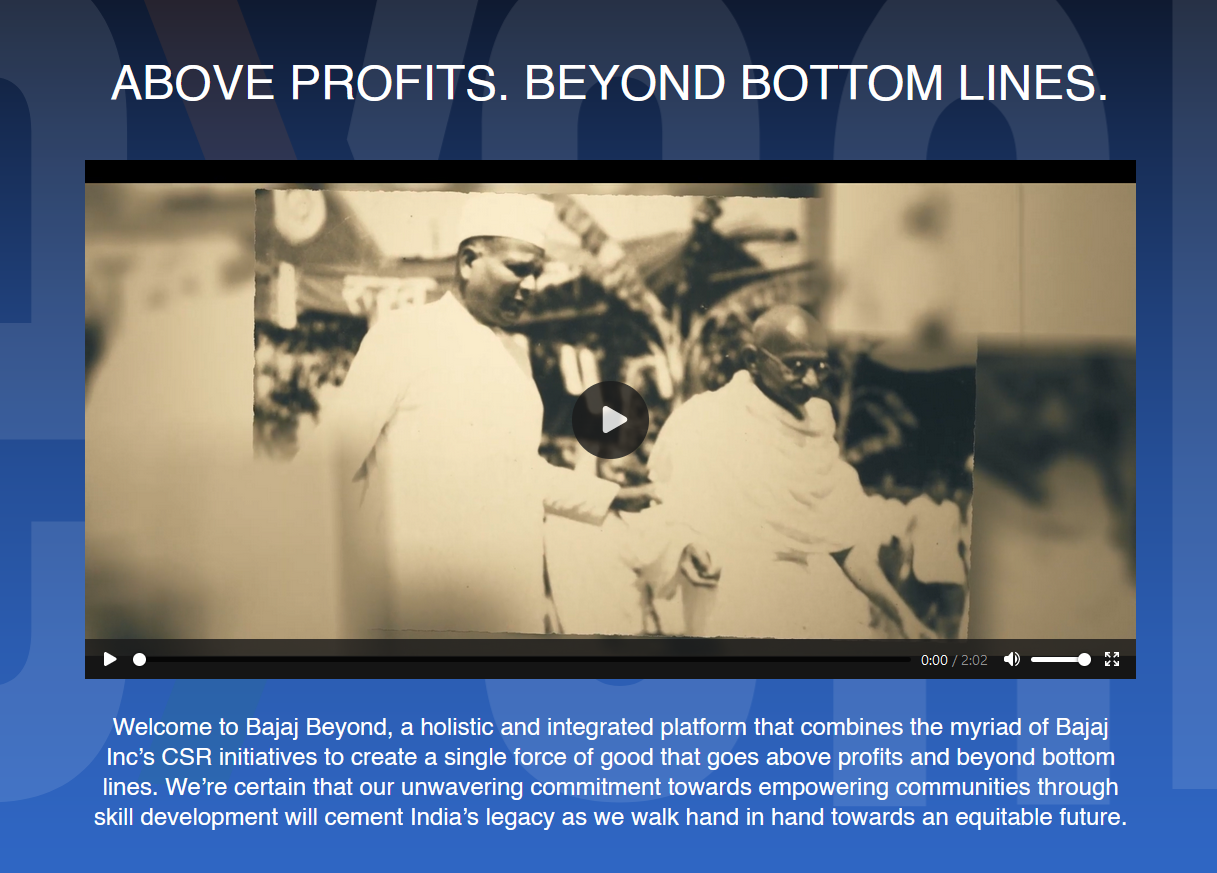 ABOVE PROFITS. BEYOND BOTTOM LINES.
0:00 / 2:02
Welcome to Bajaj Beyond, a holistic and integrated platform that combines the myriad of Bajaj
Inc’s CSR initiatives to create a single force of good that goes above profits and beyond bottom
lines. We’re certain that our unwavering commitment towards empowering communities through
skill development will cement India’s legacy as we walk hand in hand towards an equitable future.